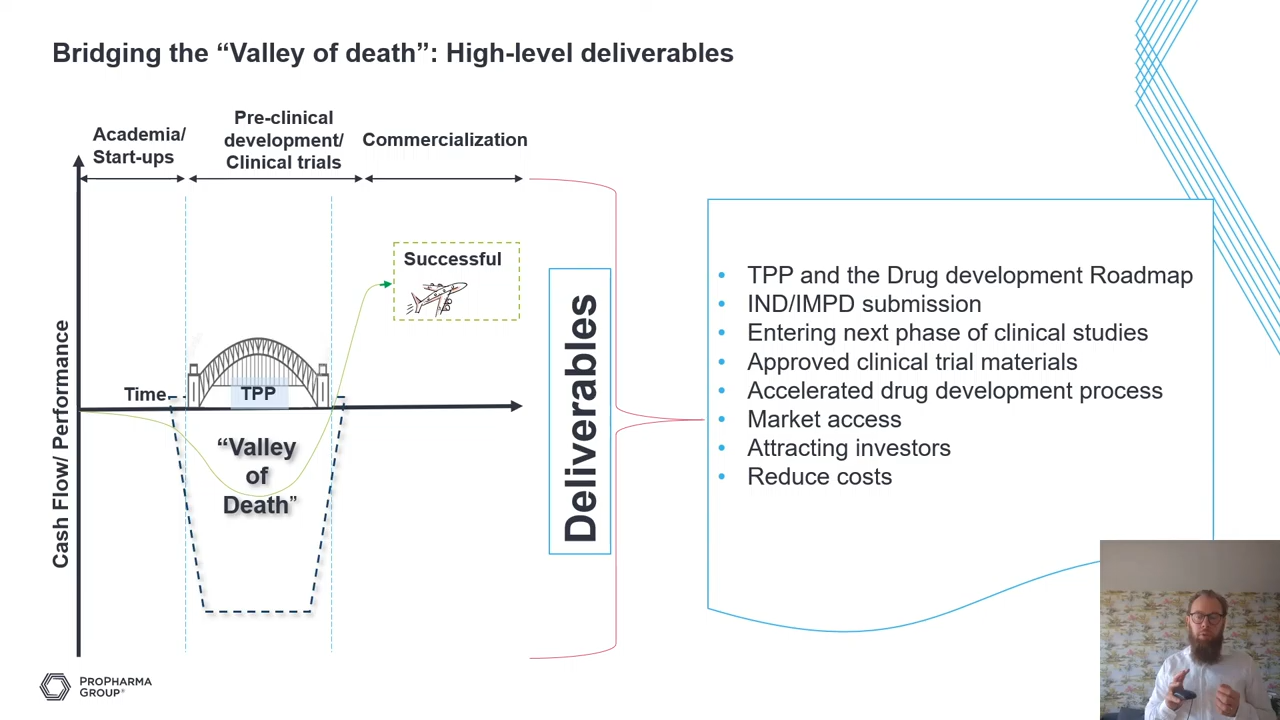 Bridging the “Valley of death”: High-level deliverables
Academia/
Start-ups
Pre-clinical
development/
Clinical trials
Commercialization
Cash Flow/ Performance
Time
TPP
“Valley
of
Death”
Successful
Deliverables
• TPP and the Drug development Roadmap
• IND/IMPD submission
• Entering next phase of clinical studies
• Approved clinical trial materials
• Accelerated drug development process
• Market access
• Attracting investors
• Reduce costs
PROPHARMA
GROUP®